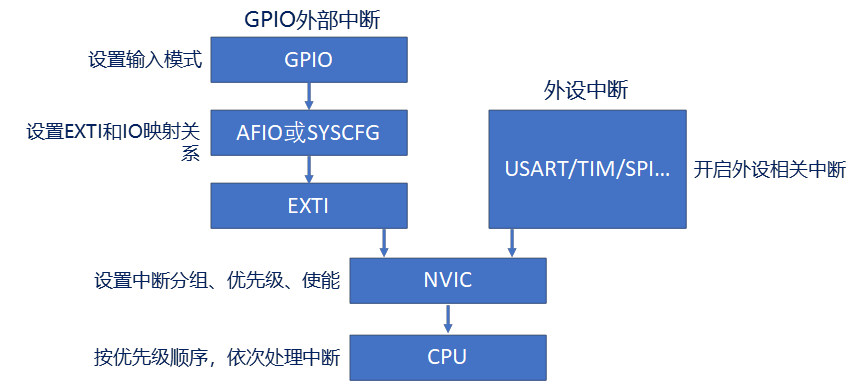 GPIO外部中断
设置输入模式
GPIO
外设中断
设置EXTI和IO映射关
系
AFIO或SYSCFG
USART/TIM/SPI...
开启外设相关中断
EXTI
设置中断分组、优先级、使能
NVIC
按优先级顺序，依次处理中断
CPU